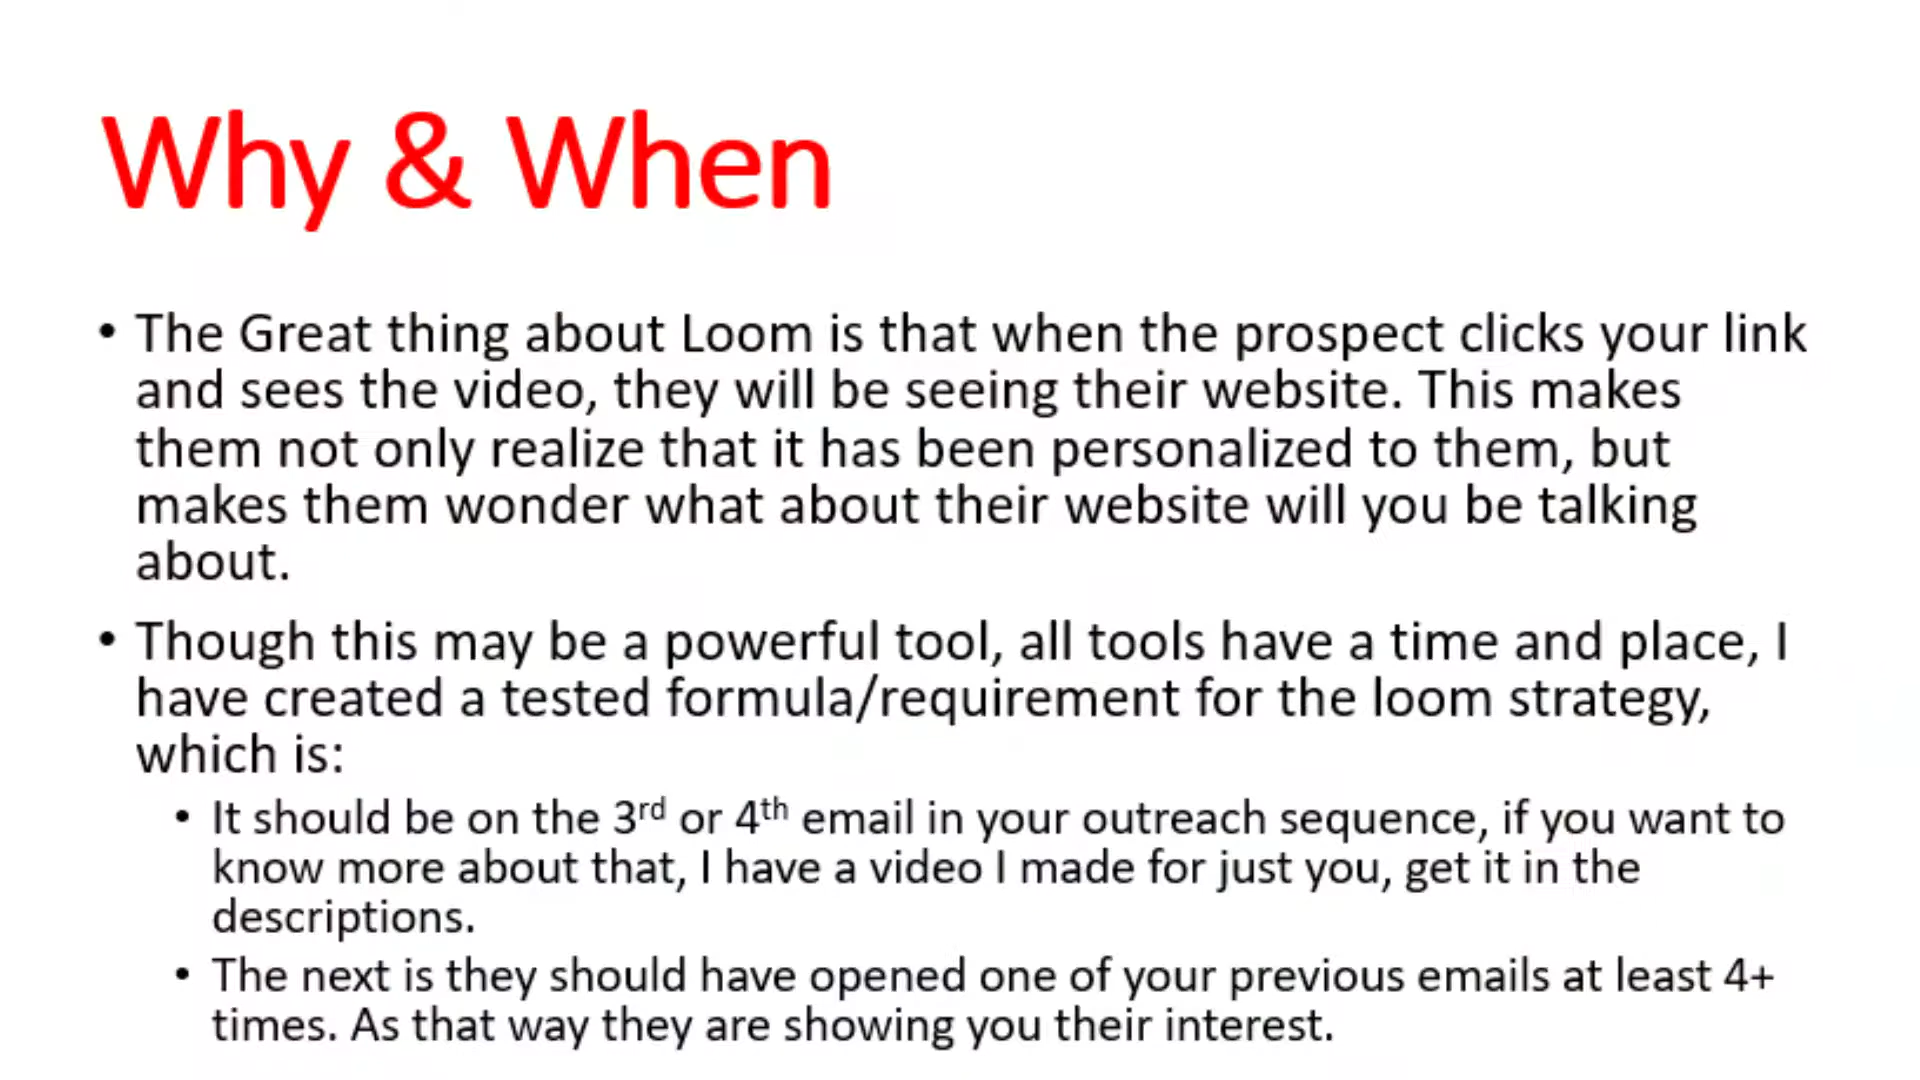 Why & When
• The Great thing about Loom is that when the prospect clicks your link
and sees the video, they will be seeing their website. This makes
them not only realize that it has been personalized to them, but
makes them wonder what about their website will you be talking
about.
• Though this may be a powerful tool, all tools have a time and place, I
have created a tested formula/requirement for the loom strategy,
which is:
• It should be on the 3rd or 4th email in your outreach sequence, if you want to
know more about that, I have a video I made for just you, get it in the
descriptions.
• The next is they should have opened one of your previous emails at least 4+
times. As that way they are showing you their interest.